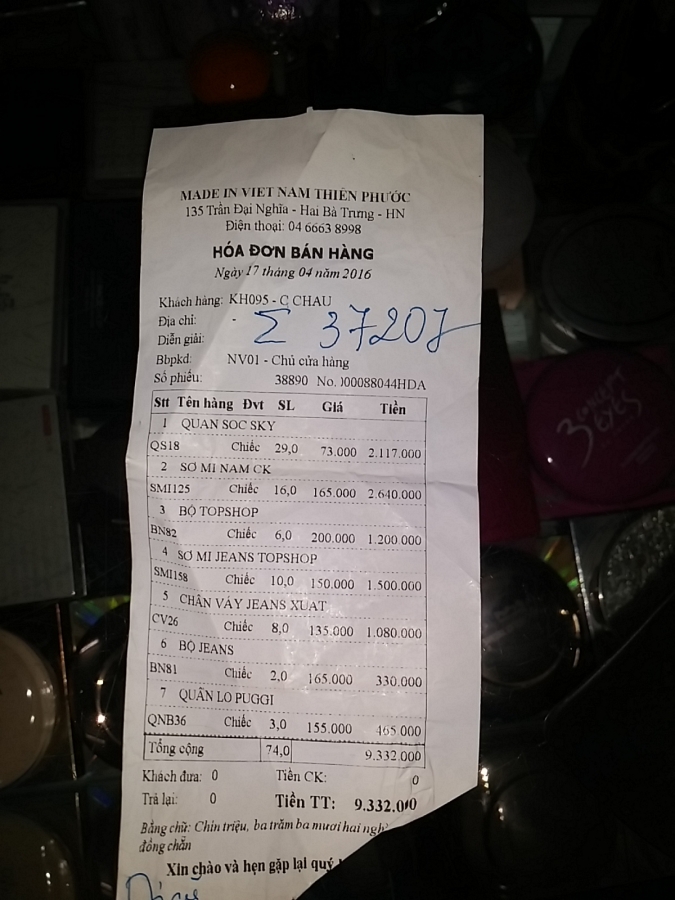 MADE IN VIET NAM THIÊN PHƯỚC
135 Trần Đại Nghĩa - Hai Bà Trưng - HN
Điện thoại: 04 6663 8998
HÓA ĐƠN BÁN HÀNG
Ngày 17 tháng 04 năm 2016
Khách hàng: KH095 - C CHAU
Địa chỉ: -
Σ 37207
Diễn giải:
Bbpkd: NV01 - Chủ cửa hàng
Số phiếu: 38890 No. J00088044HDA
Stt Tên hàng Đvt SL Giá Tiền
1 QUAN SOC SKY
QS18 Chiếc 29,0 73.000 2.117.000
2 SƠ MI NAM CK
SMI125 Chiếc 16,0 165.000 2.640.000
3 BỘ TOPSHOP
BN82 Chiếc 6,0 200.000 1.200.000
4 SƠ MI JEANS TOPSHOP
SMI158 Chiếc 10,0 150.000 1.500.000
5 CHÂN VÁY JEANS XUAT
CV26 Chiếc 8,0 135.000 1.080.000
6 BỘ JEANS
BN81 Chiếc 2,0 165.000 330.000
7 QUẦN LO PUGGI
QNB36 Chiếc 3,0 155.000 465.000
Tổng cộng 74,0 9.332.000
Khách đưa: 0 Tiền CK: 0
Trả lại: 0 Tiền TT: 9.332.000
Bằng chữ: Chín triệu, ba trăm ba mươi hai ngh
đồng chẵn
Xin chào và hẹn gặp lại quý
3 CONCEPT
EYES